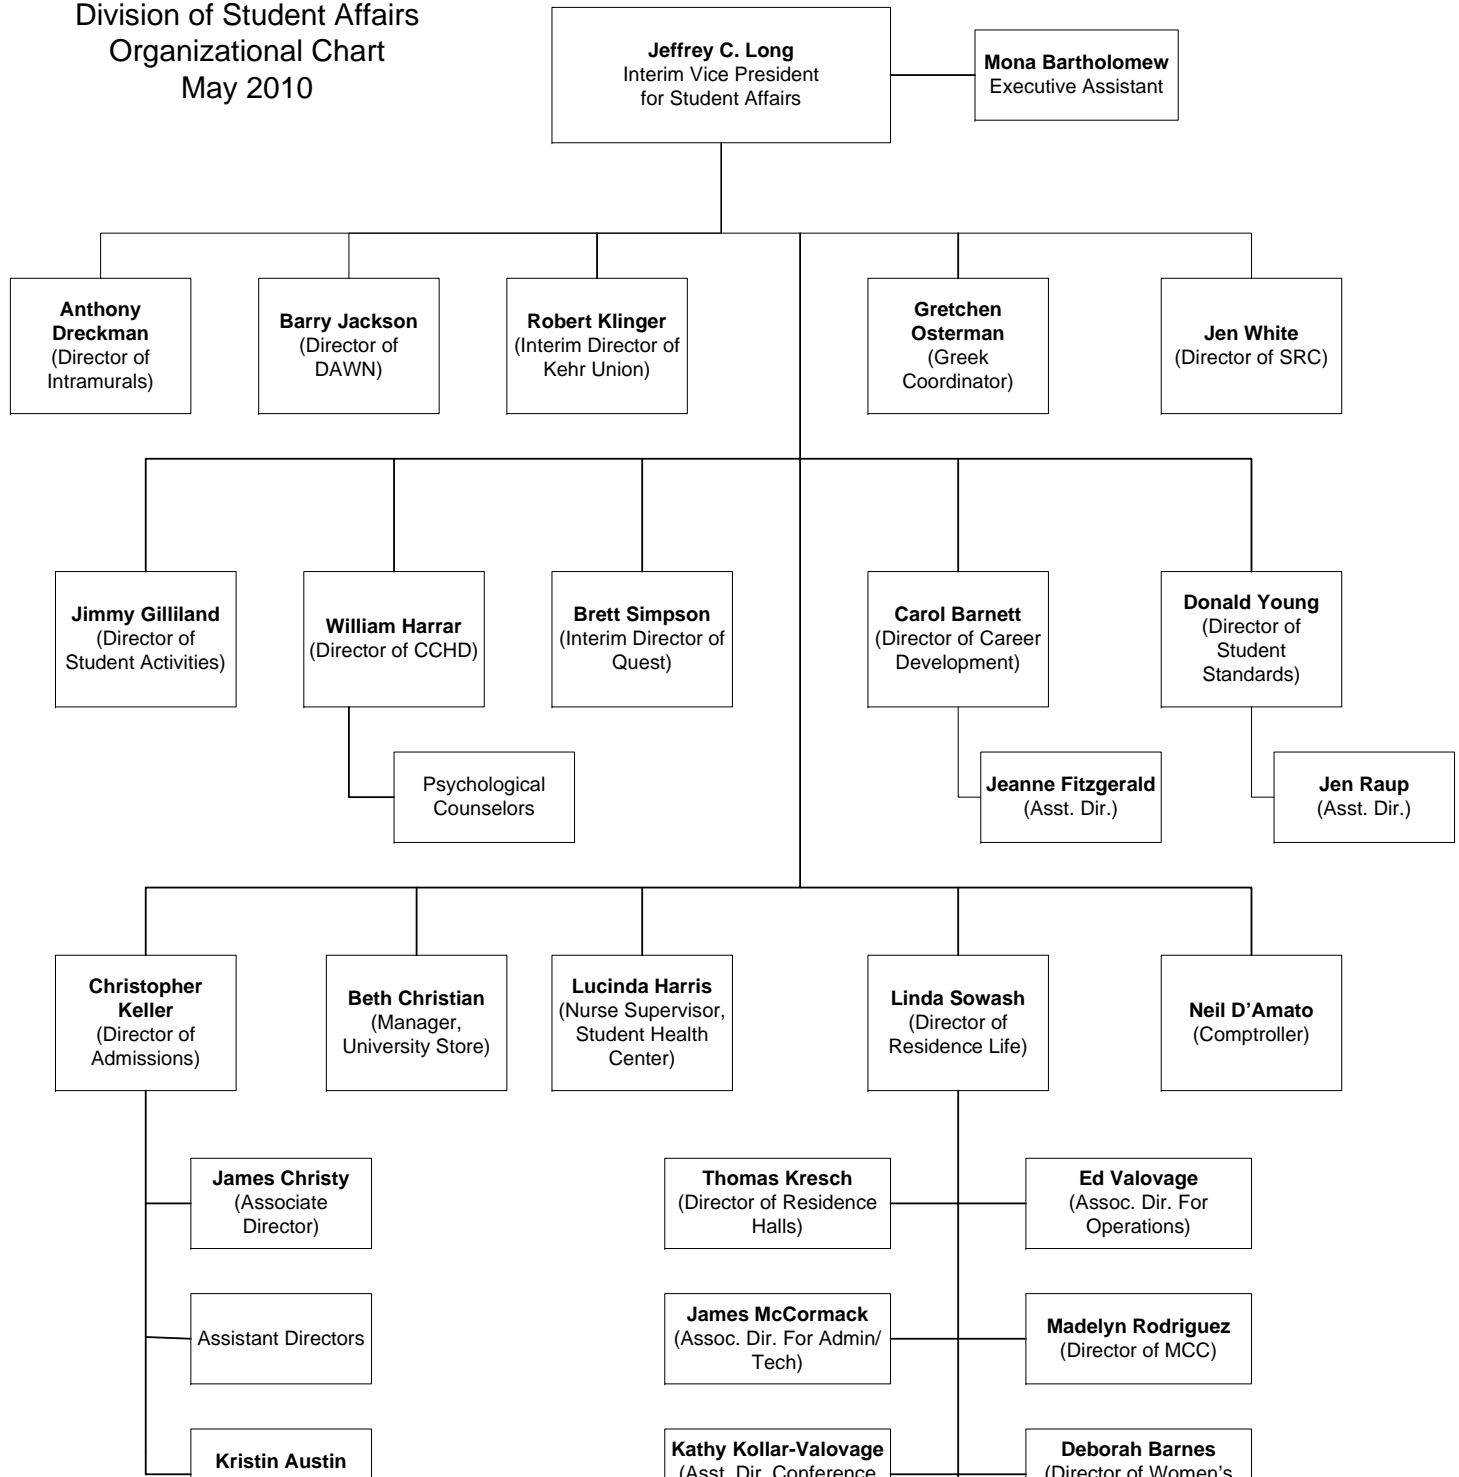 Division of Student Affairs
Organizational Chart
May 2010
Jeffrey C. Long
Interim Vice President
for Student Affairs
Mona Bartholomew
Executive Assistant
Anthony
Dreckman
(Director of
Intramurals)
Barry Jackson
(Director of
DAWN)
Robert Klinger
(Interim Director of
Kehr Union)
Gretchen
Osterman
(Greek
Coordinator)
Jen White
(Director of SRC)
Jimmy Gilliland
(Director of
Student Activities)
William Harrar
(Director of CCHD)
Brett Simpson
(Interim Director of
Quest)
Carol Barnett
(Director of Career
Development)
Donald Young
(Director of
Student
Standards)
Psychological
Counselors
Jeanne Fitzgerald
(Asst. Dir.)
Jen Raup
(Asst. Dir.)
Christopher
Keller
(Director of
Admissions)
Beth Christian
(Manager,
University Store)
Lucinda Harris
(Nurse Supervisor,
Student Health
Center)
Linda Sowash
(Director of
Residence Life)
Neil D’Amato
(Comptroller)
James Christy
(Associate
Director)
Thomas Kresch
(Director of Residence
Halls)
Ed Valovage
(Assoc. Dir. For
Operations)
Assistant Directors
James McCormack
(Assoc. Dir. For Admin/
Tech)
Madelyn Rodriguez
(Director of MCC)
Kristin Austin
Kathy Kollar-Valovage
(Asst. Dir. Conference
Deborah Barnes
(Director of Women’s